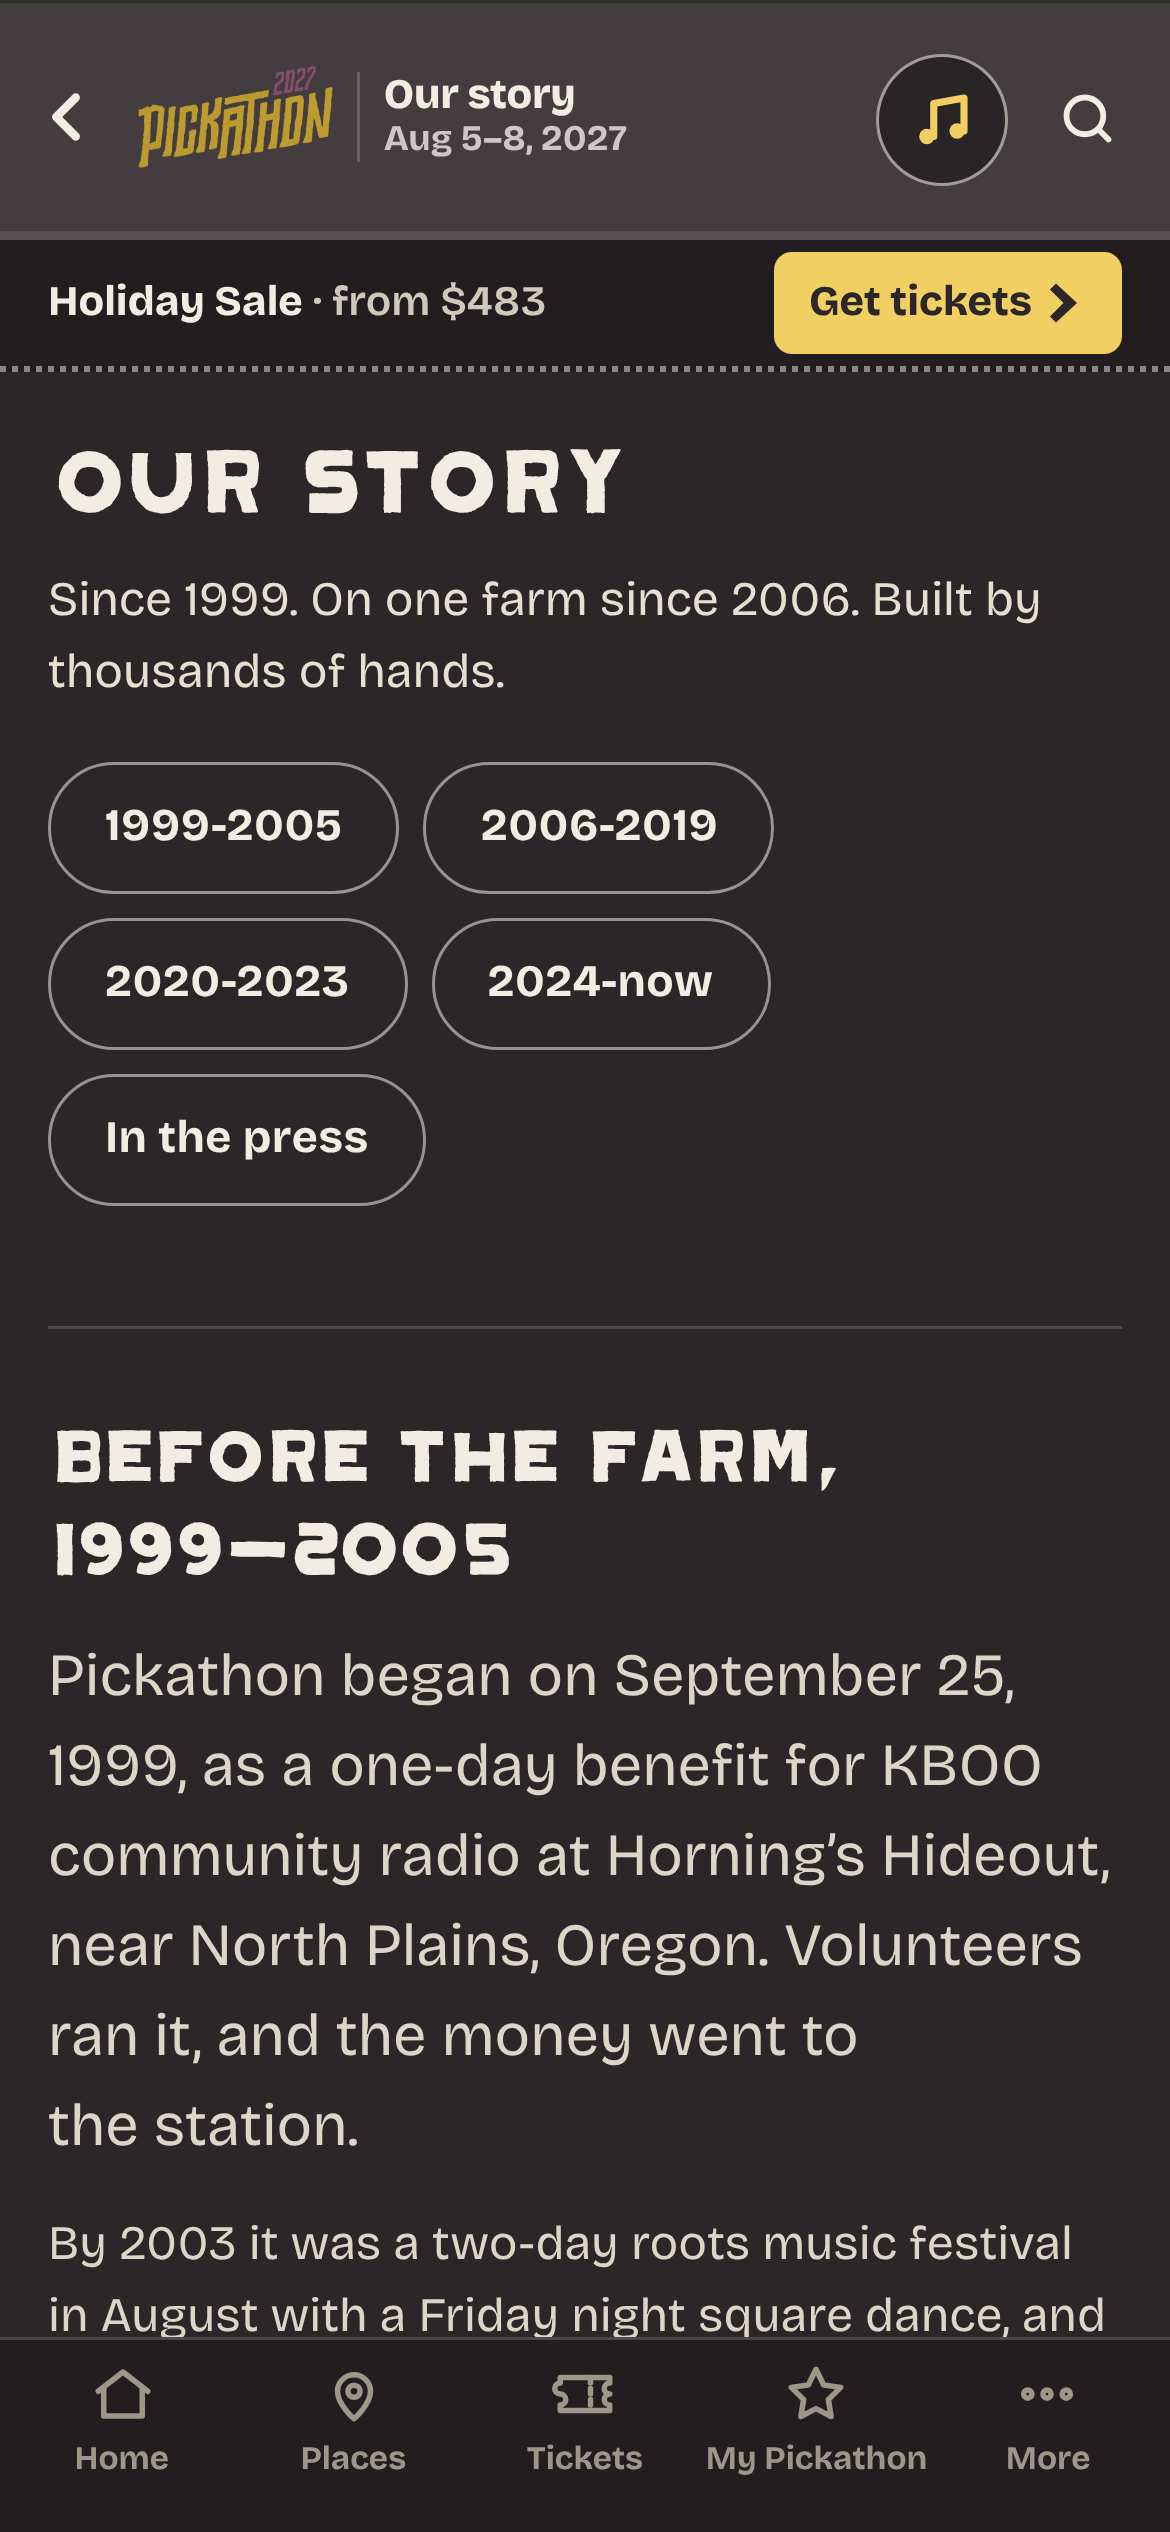 2027
PICKATHON
Our story
Aug 5–8, 2027
Holiday Sale · from $483
Get tickets
OUR STORY
Since 1999. On one farm since 2006. Built by
thousands of hands.
1999-2005
2006-2019
2020-2023
2024-now
In the press
BEFORE THE FARM,
1999–2005
Pickathon began on September 25,
1999, as a one-day benefit for KBOO
community radio at Horning’s Hideout,
near North Plains, Oregon. Volunteers
ran it, and the money went to
the station.
By 2003 it was a two-day roots music festival
in August with a Friday night square dance, and
Home
Places
Tickets
My Pickathon
More